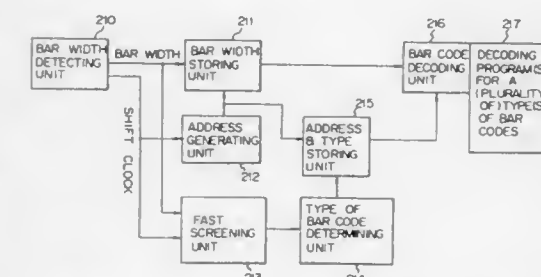 210
211
216
217
BAR WIDTH
DETECTING
UNIT
BAR WIDTH
BAR WIDTH
STORING
UNIT
BAR CODE
DECODING
UNIT
DECODING
PROGRAM(S)
FOR A
(PLURALITY
OF) TYPE(S)
OF BAR
CODES
SHIFT CLOCK
ADDRESS
GENERATING
UNIT
212
215
ADDRESS
& TYPE
STORING
UNIT
FAST
SCREENING
UNIT
213
TYPE OF
BAR CODE
DETERMINING
UNIT